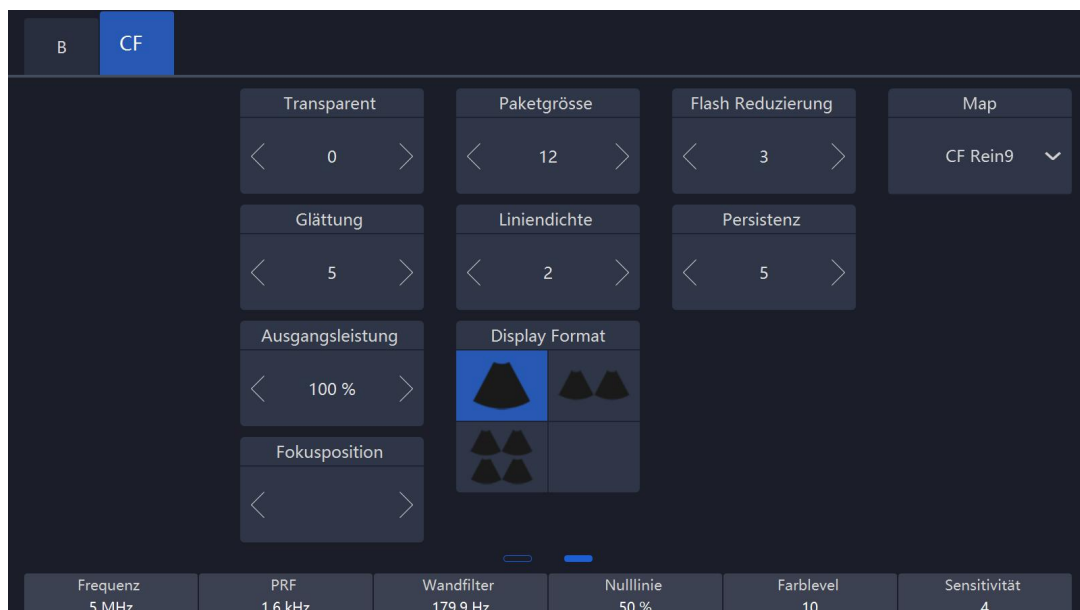 B
CF
Transparent
Paketgrösse
Flash Reduzierung
Map
0
12
3
CF Rein9
Glättung
Liniendichte
Persistenz
5
2
5
Ausgangsleistung
Display Format
100 %
Fokusposition
Frequenz
PRF
Wandfilter
Nulllinie
Farblevel
Sensitivität
5 MHz
1.6 kHz
179.9 Hz
50 %
10
4